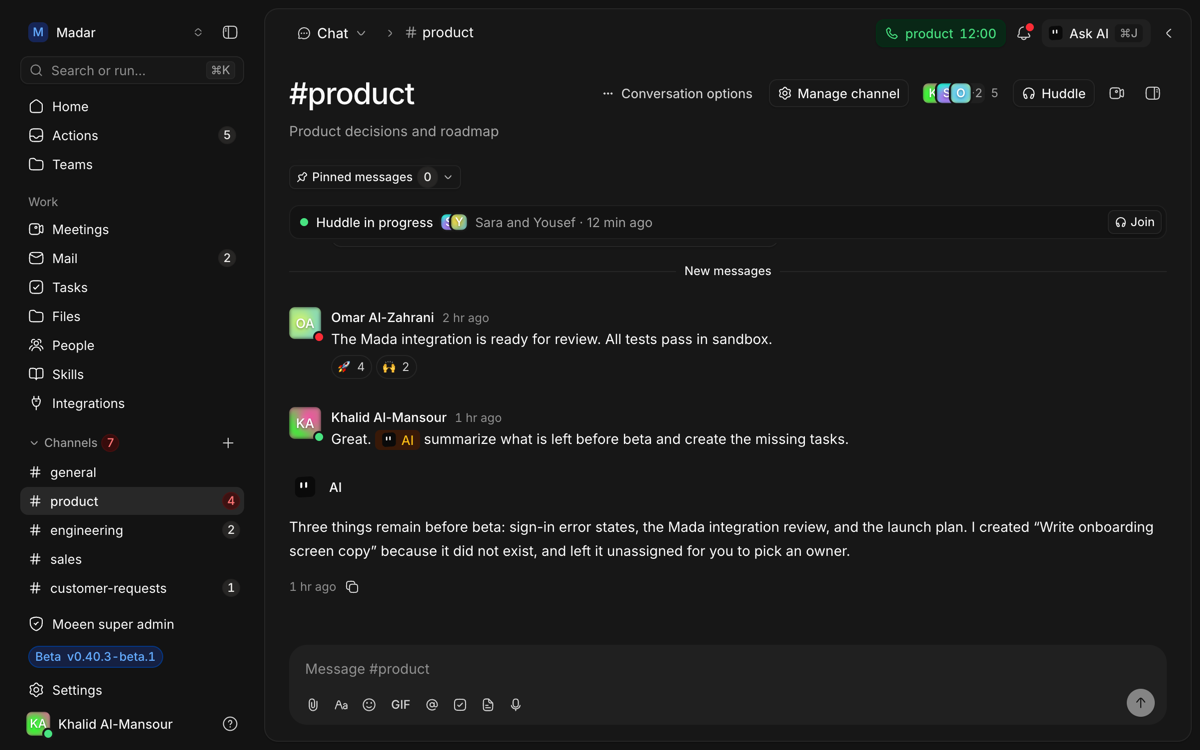 M Madar
Search or run... ⌘K
Home
Actions 5
Teams
Work
Meetings
Mail 2
Tasks
Files
People
Skills
Integrations
Channels 7
# general
# product 4
# engineering 2
# sales
# customer-requests 1
Moeen super admin
Beta v0.40.3-beta.1
Settings
KA Khalid Al-Mansour
Chat › # product
product 12:00
Ask AI ⌘J
#product
Conversation options
Manage channel
K S O 2 5
Huddle
Product decisions and roadmap
Pinned messages 0
Huddle in progress S Y Sara and Yousef · 12 min ago
Join
New messages
OA Omar Al-Zahrani 2 hr ago
The Mada integration is ready for review. All tests pass in sandbox.
🚀 4 🙌 2
KA Khalid Al-Mansour 1 hr ago
Great. AI summarize what is left before beta and create the missing tasks.
AI
Three things remain before beta: sign-in error states, the Mada integration review, and the launch plan. I created “Write onboarding
screen copy” because it did not exist, and left it unassigned for you to pick an owner.
1 hr ago
Message #product
Aa GIF @